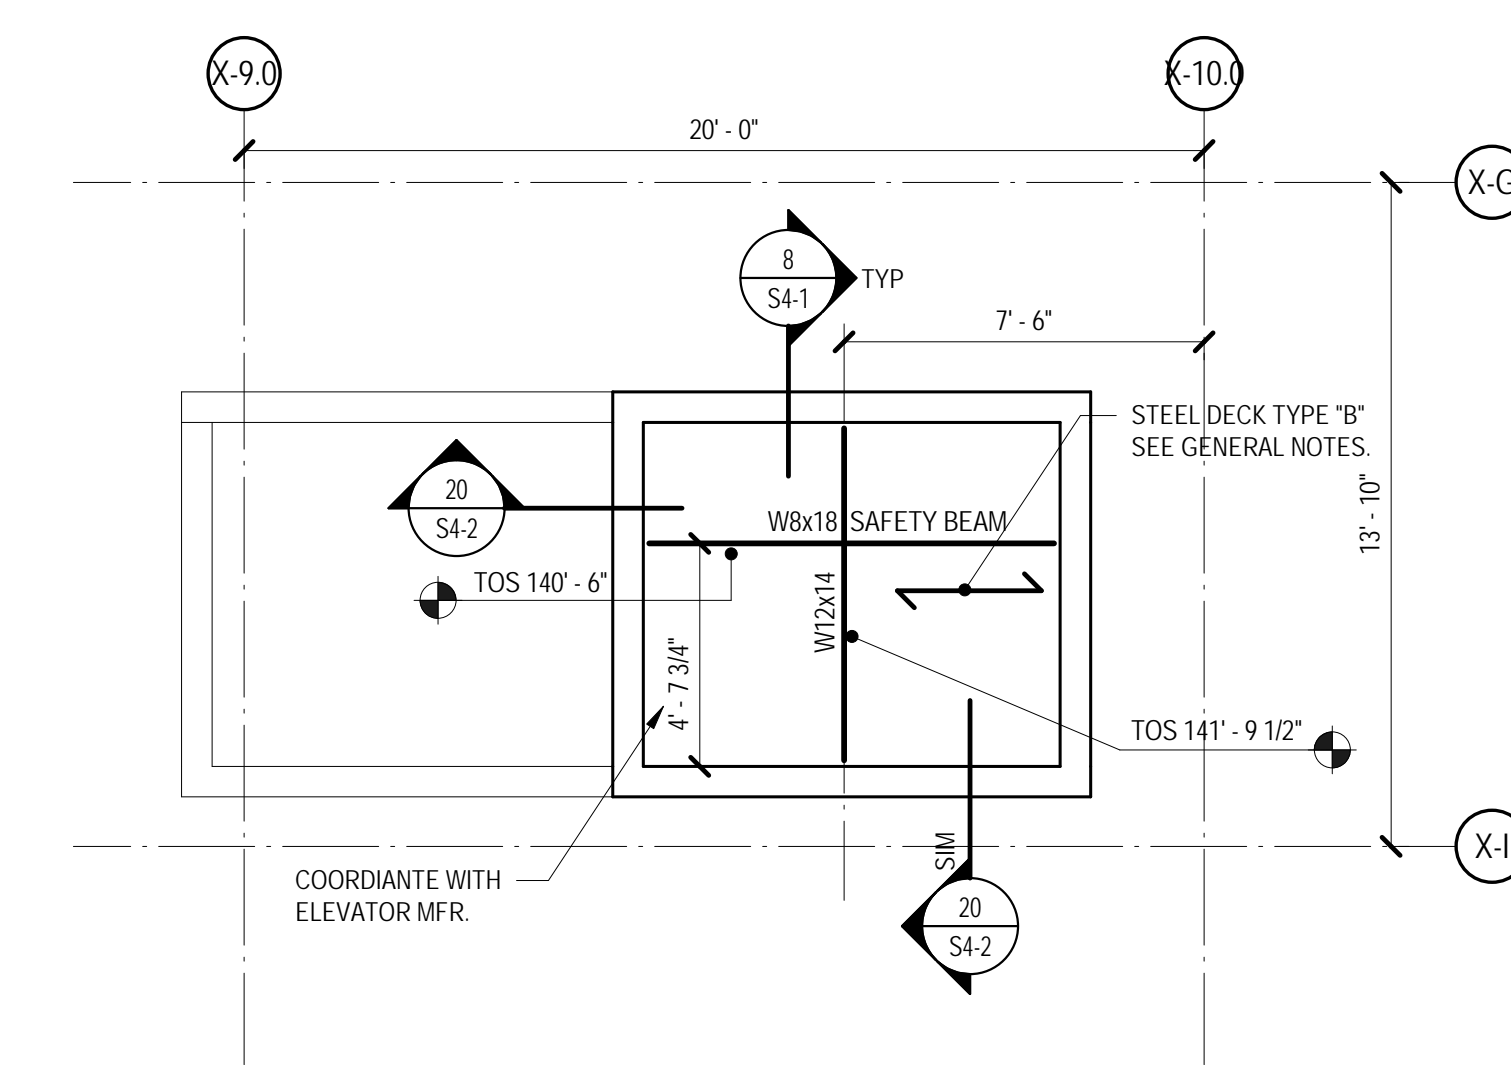 X-9.0
X-10.0
20' - 0"
X-G
8
S4-1
TYP
7' - 6"
STEEL DECK TYPE "B"
SEE GENERAL NOTES.
13' - 10"
20
S4-2
W8x18 SAFETY BEAM
TOS 140' - 6"
W12x14
4' - 7 3/4"
TOS 141' - 9 1/2"
SIM
X-I
COORDIANTE WITH
ELEVATOR MFR.
20
S4-2